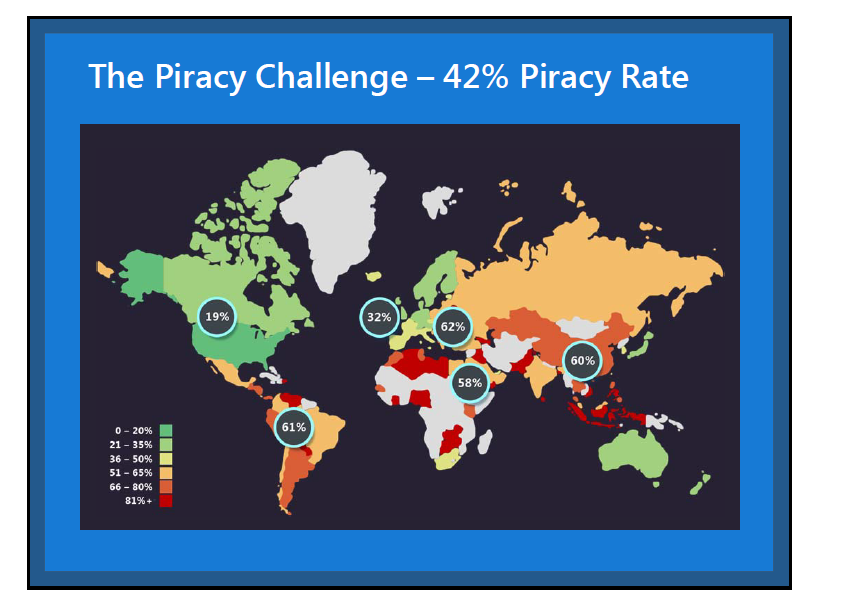 The Piracy Challenge – 42% Piracy Rate
19%
32%
62%
60%
58%
61%
0 – 20%
21 – 35%
36 – 50%
51 – 65%
66 – 80%
81%+